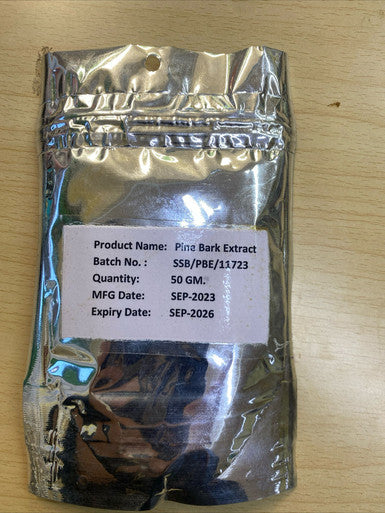 Product Name: Pine Bark Extract
Batch No. : SSB/PBE/11723
Quantity: 50 GM.
MFG Date: SEP-2023
Expiry Date: SEP-2026